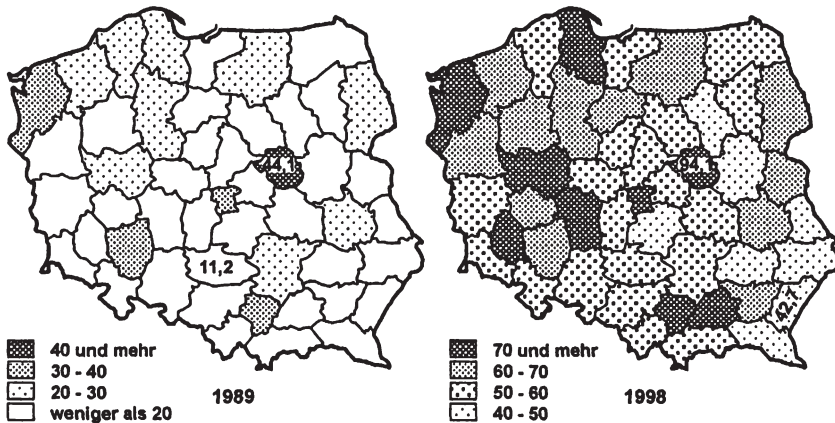 44,1
11,2
40 und mehr
30 - 40
20 - 30
weniger als 20
1989
94,1
42,7
70 und mehr
60 - 70
50 - 60
40 - 50
1998